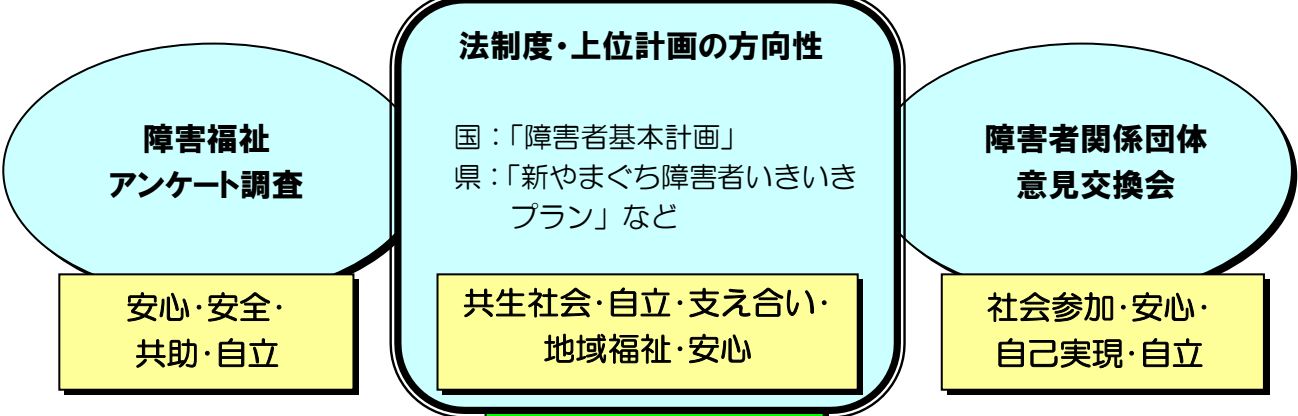 法制度・上位計画の方向性
国：「障害者基本計画」
県：「新やまぐち障害者いきいき
プラン」など
共生社会・自立・支え合い・
地域福祉・安心
障害福祉
アンケート調査
安心・安全・
共助・自立
障害者関係団体
意見交換会
社会参加・安心・
自己実現・自立